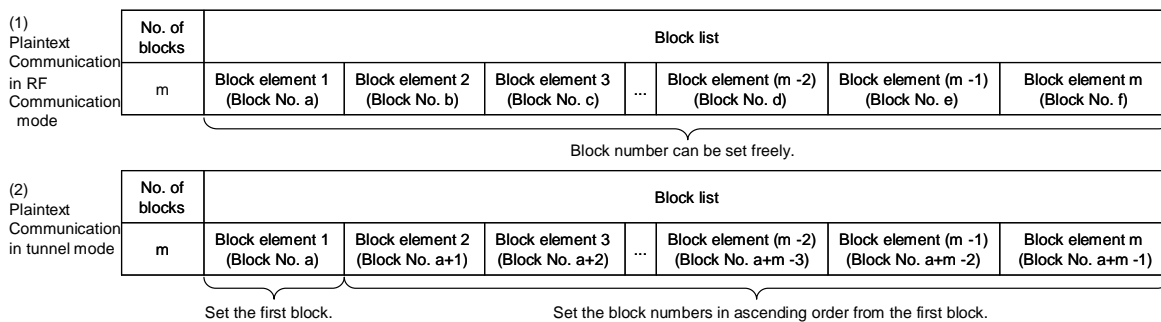 (1)
Plaintext
Communication
in RF
Communication
mode
No. of
blocks
Block list
m
Block element 1
(Block No. a)
Block element 2
(Block No. b)
Block element 3
(Block No. c)
...
Block element (m -2)
(Block No. d)
Block element (m -1)
(Block No. e)
Block element m
(Block No. f)
Block number can be set freely.
(2)
Plaintext
Communication
in tunnel mode
No. of
blocks
Block list
m
Block element 1
(Block No. a)
Block element 2
(Block No. a+1)
Block element 3
(Block No. a+2)
...
Block element (m -2)
(Block No. a+m -3)
Block element (m -1)
(Block No. a+m -2)
Block element m
(Block No. a+m -1)
Set the first block.
Set the block numbers in ascending order from the first block.